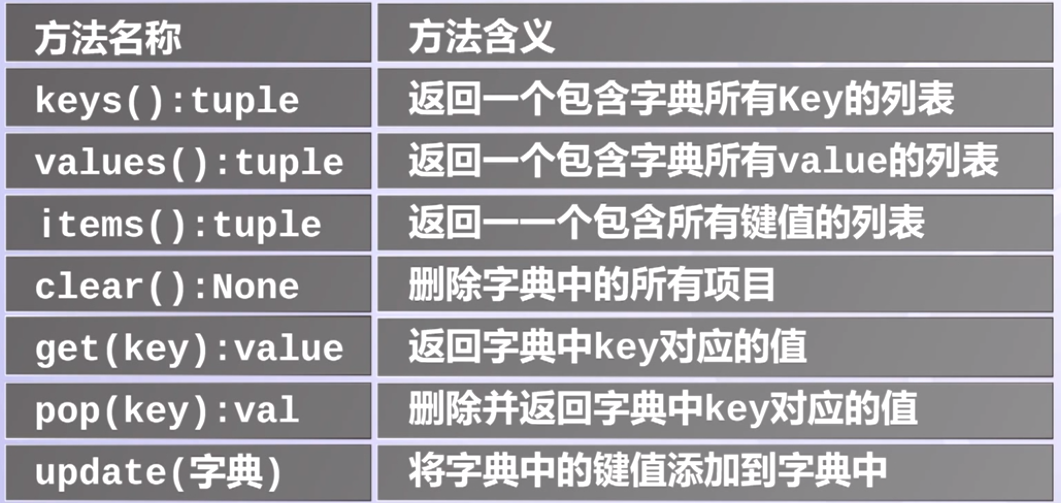 方法名称 方法含义
keys():tuple 返回一个包含字典所有Key的列表
values():tuple 返回一个包含字典所有value的列表
items():tuple 返回一一个包含所有键值的列表
clear():None 删除字典中的所有项目
get(key):value 返回字典中key对应的值
pop(key):val 删除并返回字典中key对应的值
update(字典) 将字典中的键值添加到字典中